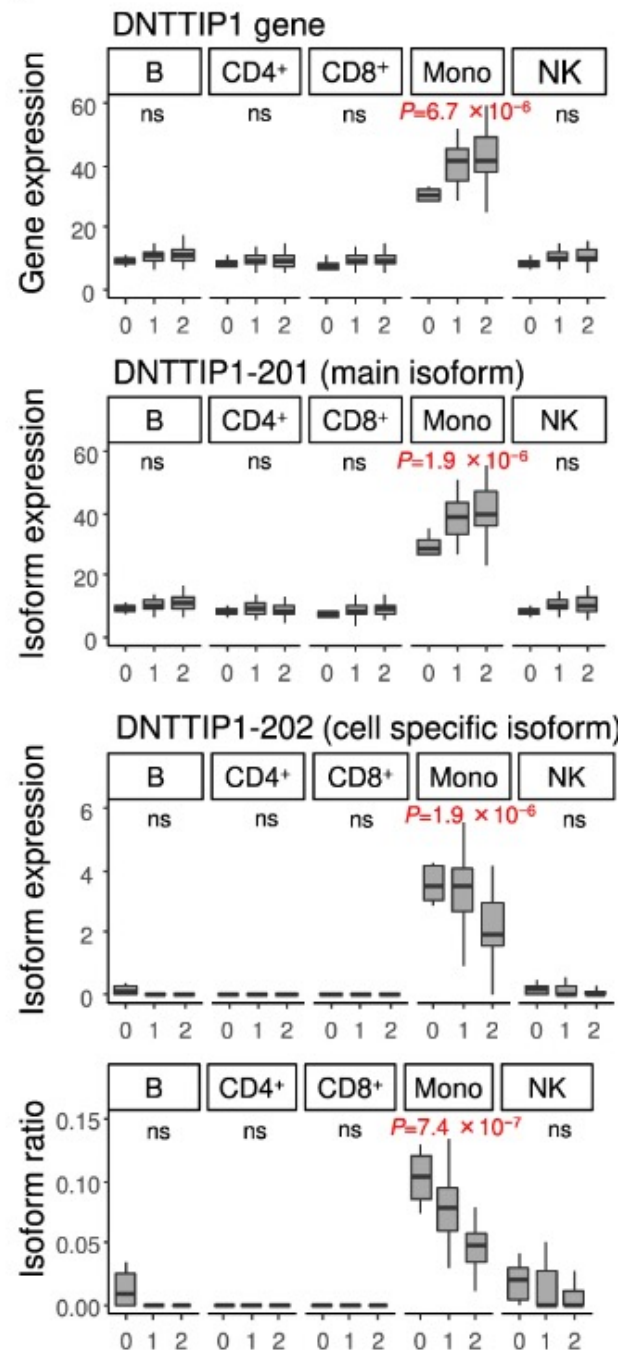 DNTTIP1 gene
B CD4⁺ CD8⁺ Mono NK
ns ns ns P=6.7 ×10⁻⁶ ns
Gene expression
60
40
20
0
0 1 2 0 1 2 0 1 2 0 1 2 0 1 2
DNTTIP1-201 (main isoform)
B CD4⁺ CD8⁺ Mono NK
ns ns ns P=1.9 ×10⁻⁶ ns
Isoform expression
60
40
20
0
0 1 2 0 1 2 0 1 2 0 1 2 0 1 2
DNTTIP1-202 (cell specific isoform)
B CD4⁺ CD8⁺ Mono NK
ns ns ns P=1.9 ×10⁻⁶ ns
Isoform expression
6
4
2
0
0 1 2 0 1 2 0 1 2 0 1 2 0 1 2
B CD4⁺ CD8⁺ Mono NK
ns ns ns P=7.4 ×10⁻⁷ ns
Isoform ratio
0.15
0.10
0.05
0.00
0 1 2 0 1 2 0 1 2 0 1 2 0 1 2